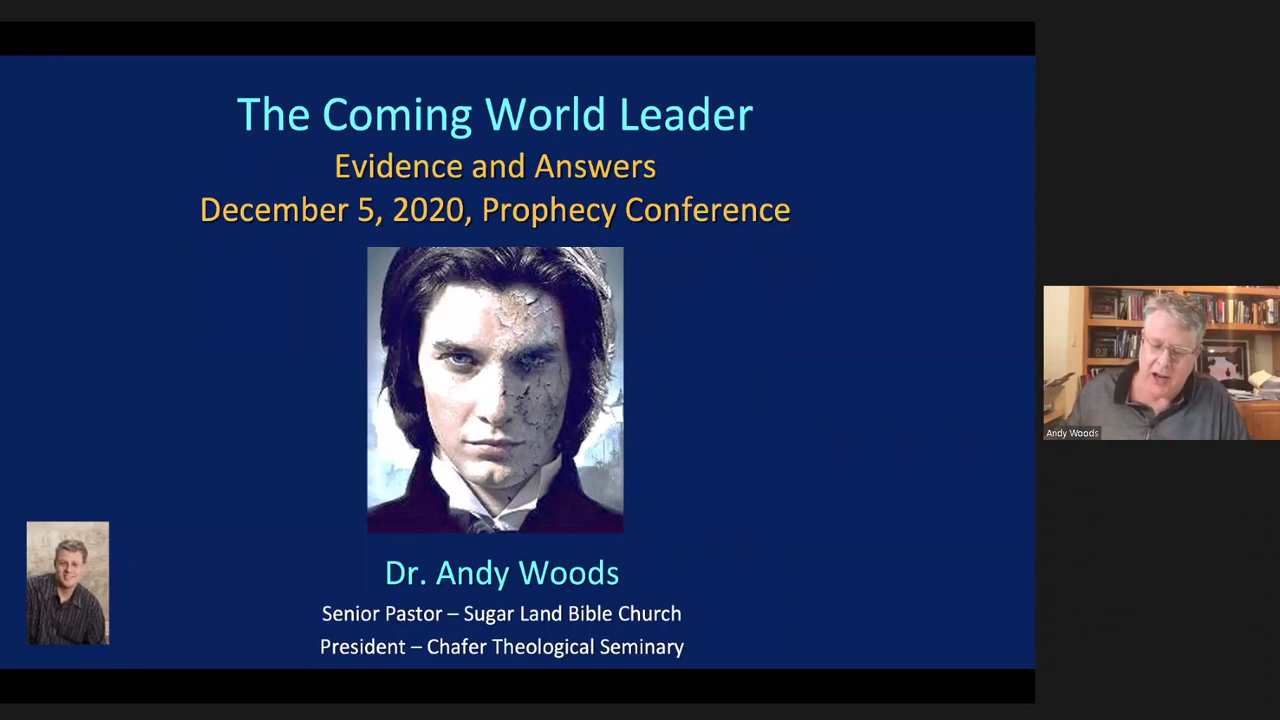 The Coming World Leader
Evidence and Answers
December 5, 2020, Prophecy Conference
Dr. Andy Woods
Senior Pastor – Sugar Land Bible Church
President – Chafer Theological Seminary
Andy Woods